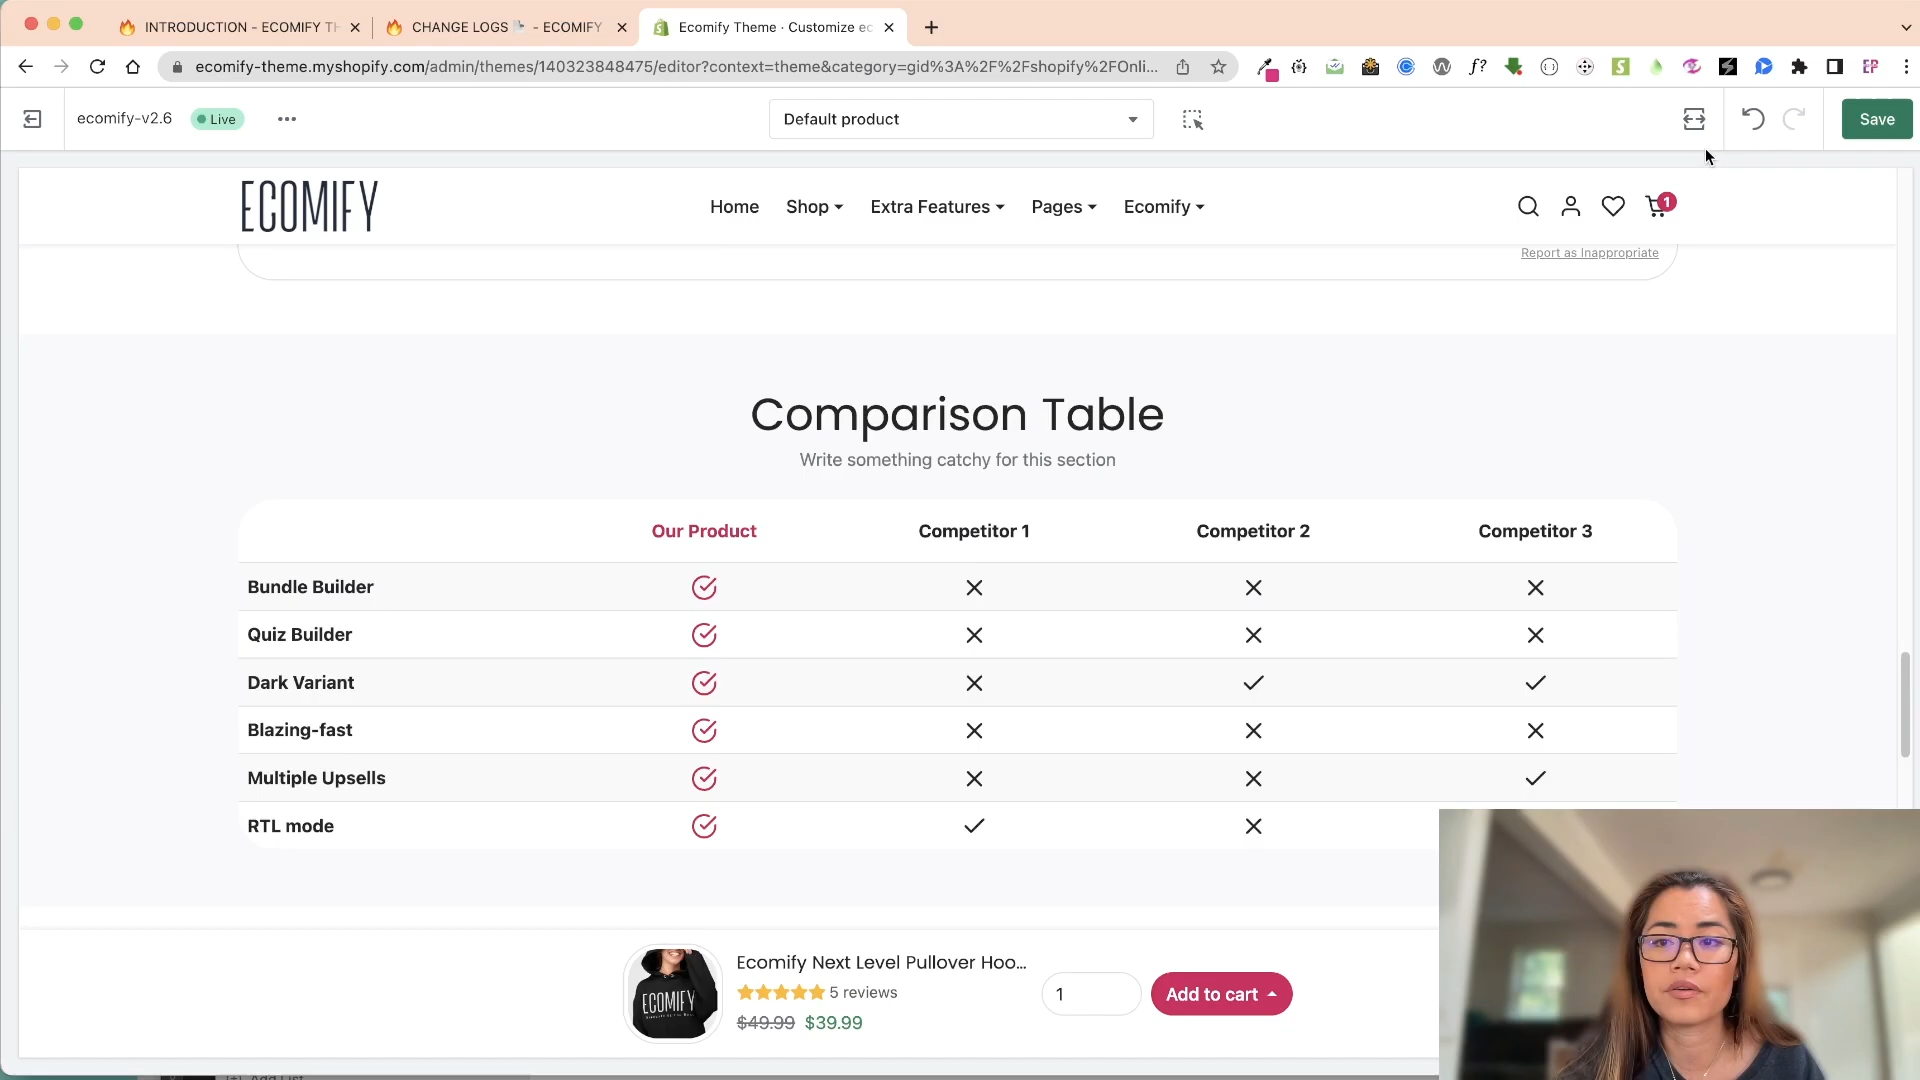 INTRODUCTION - ECOMIFY TH
CHANGE LOGS - ECOMIFY
Ecomify Theme · Customize ec
ecomify-theme.myshopify.com/admin/themes/140323848475/editor?context=theme&category=gid%3A%2F%2Fshopify%2FOnli...
ecomify-v2.6
Live
Default product
Save
ECOMIFY
Home
Shop
Extra Features
Pages
Ecomify
1
Report as Inappropriate
Comparison Table
Write something catchy for this section
Our Product
Competitor 1
Competitor 2
Competitor 3
Bundle Builder
Quiz Builder
Dark Variant
Blazing-fast
Multiple Upsells
RTL mode
ECOMIFY
Ecomify Next Level Pullover Hoo...
5 reviews
$49.99 $39.99
1
Add to cart